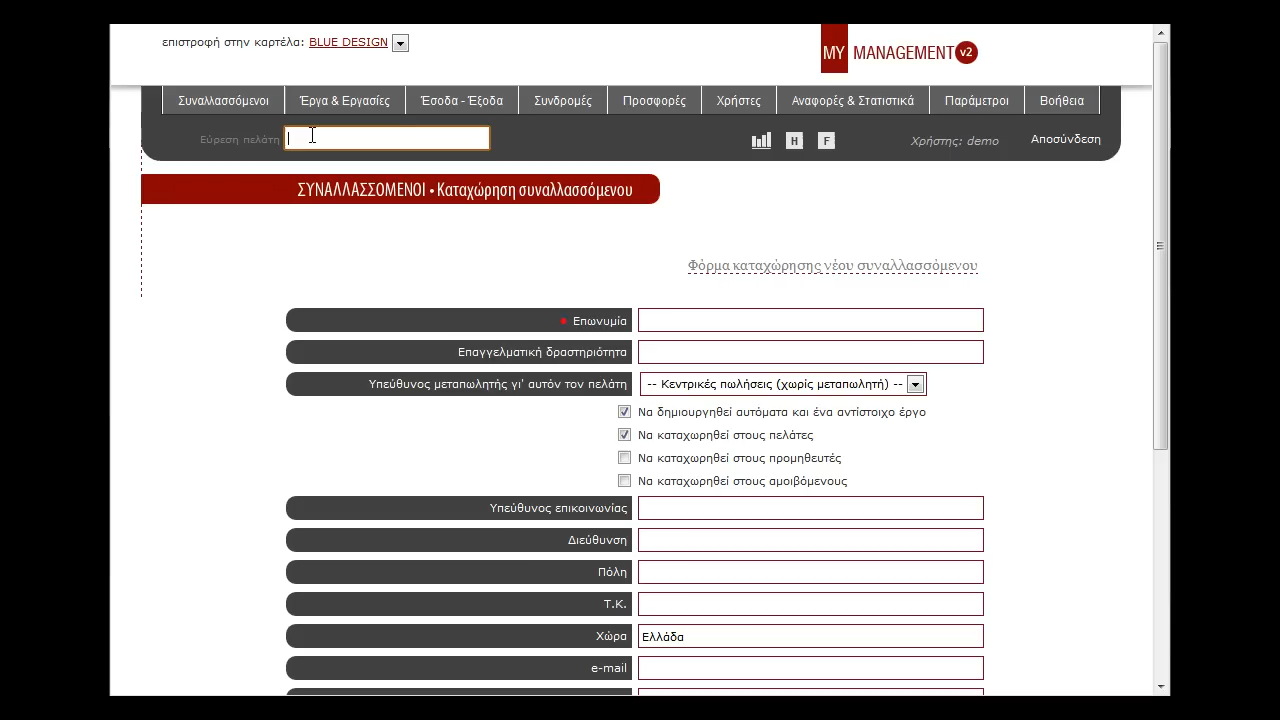 επιστροφή στην καρτέλα: BLUE DESIGN
MY MANAGEMENT v2
Συναλλασσόμενοι Έργα & Εργασίες Έσοδα - Έξοδα Συνδρομές Προσφορές Χρήστες Αναφορές & Στατιστικά Παράμετροι Βοήθεια
Εύρεση πελάτη H F Χρήστης: demo Αποσύνδεση
ΣΥΝΑΛΛΑΣΣΟΜΕΝΟΙ • Καταχώρηση συναλλασσόμενου
Φόρμα καταχώρησης νέου συναλλασσόμενου
* Επωνυμία
Επαγγελματική δραστηριότητα
Υπεύθυνος μεταπωλητής γι' αυτόν τον πελάτη -- Κεντρικές πωλήσεις (χωρίς μεταπωλητή) --
Να δημιουργηθεί αυτόματα και ένα αντίστοιχο έργο
Να καταχωρηθεί στους πελάτες
Να καταχωρηθεί στους προμηθευτές
Να καταχωρηθεί στους αμοιβόμενους
Υπεύθυνος επικοινωνίας
Διεύθυνση
Πόλη
Τ.Κ.
Χώρα Ελλάδα
e-mail